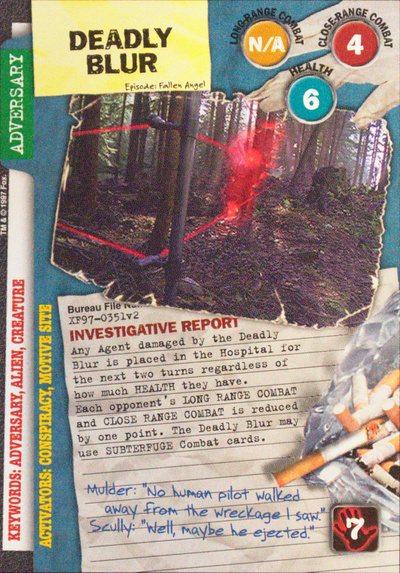 DEADLY
BLUR
Episode: Fallen Angel
LONG-RANGE COMBAT
N/A
CLOSE-RANGE COMBAT
4
HEALTH
6
ADVERSARY
TM & © 1997 Fox.
KEYWORDS: ADVERSARY, ALIEN, CREATURE
ACTIVATORS: CONSPIRACY, MOTIVE SITE
Bureau File
XF97-0351v2
INVESTIGATIVE REPORT
Any Agent damaged by the Deadly
Blur is placed in the Hospital for
the next two turns regardless of
how much HEALTH they have.
Each opponent's LONG RANGE COMBAT
and CLOSE RANGE COMBAT is reduced
by one point. The Deadly Blur may
use SUBTERFUGE Combat cards.
Mulder: "No human pilot walked
away from the wreckage I saw."
Scully: "Well, maybe he ejected."
7